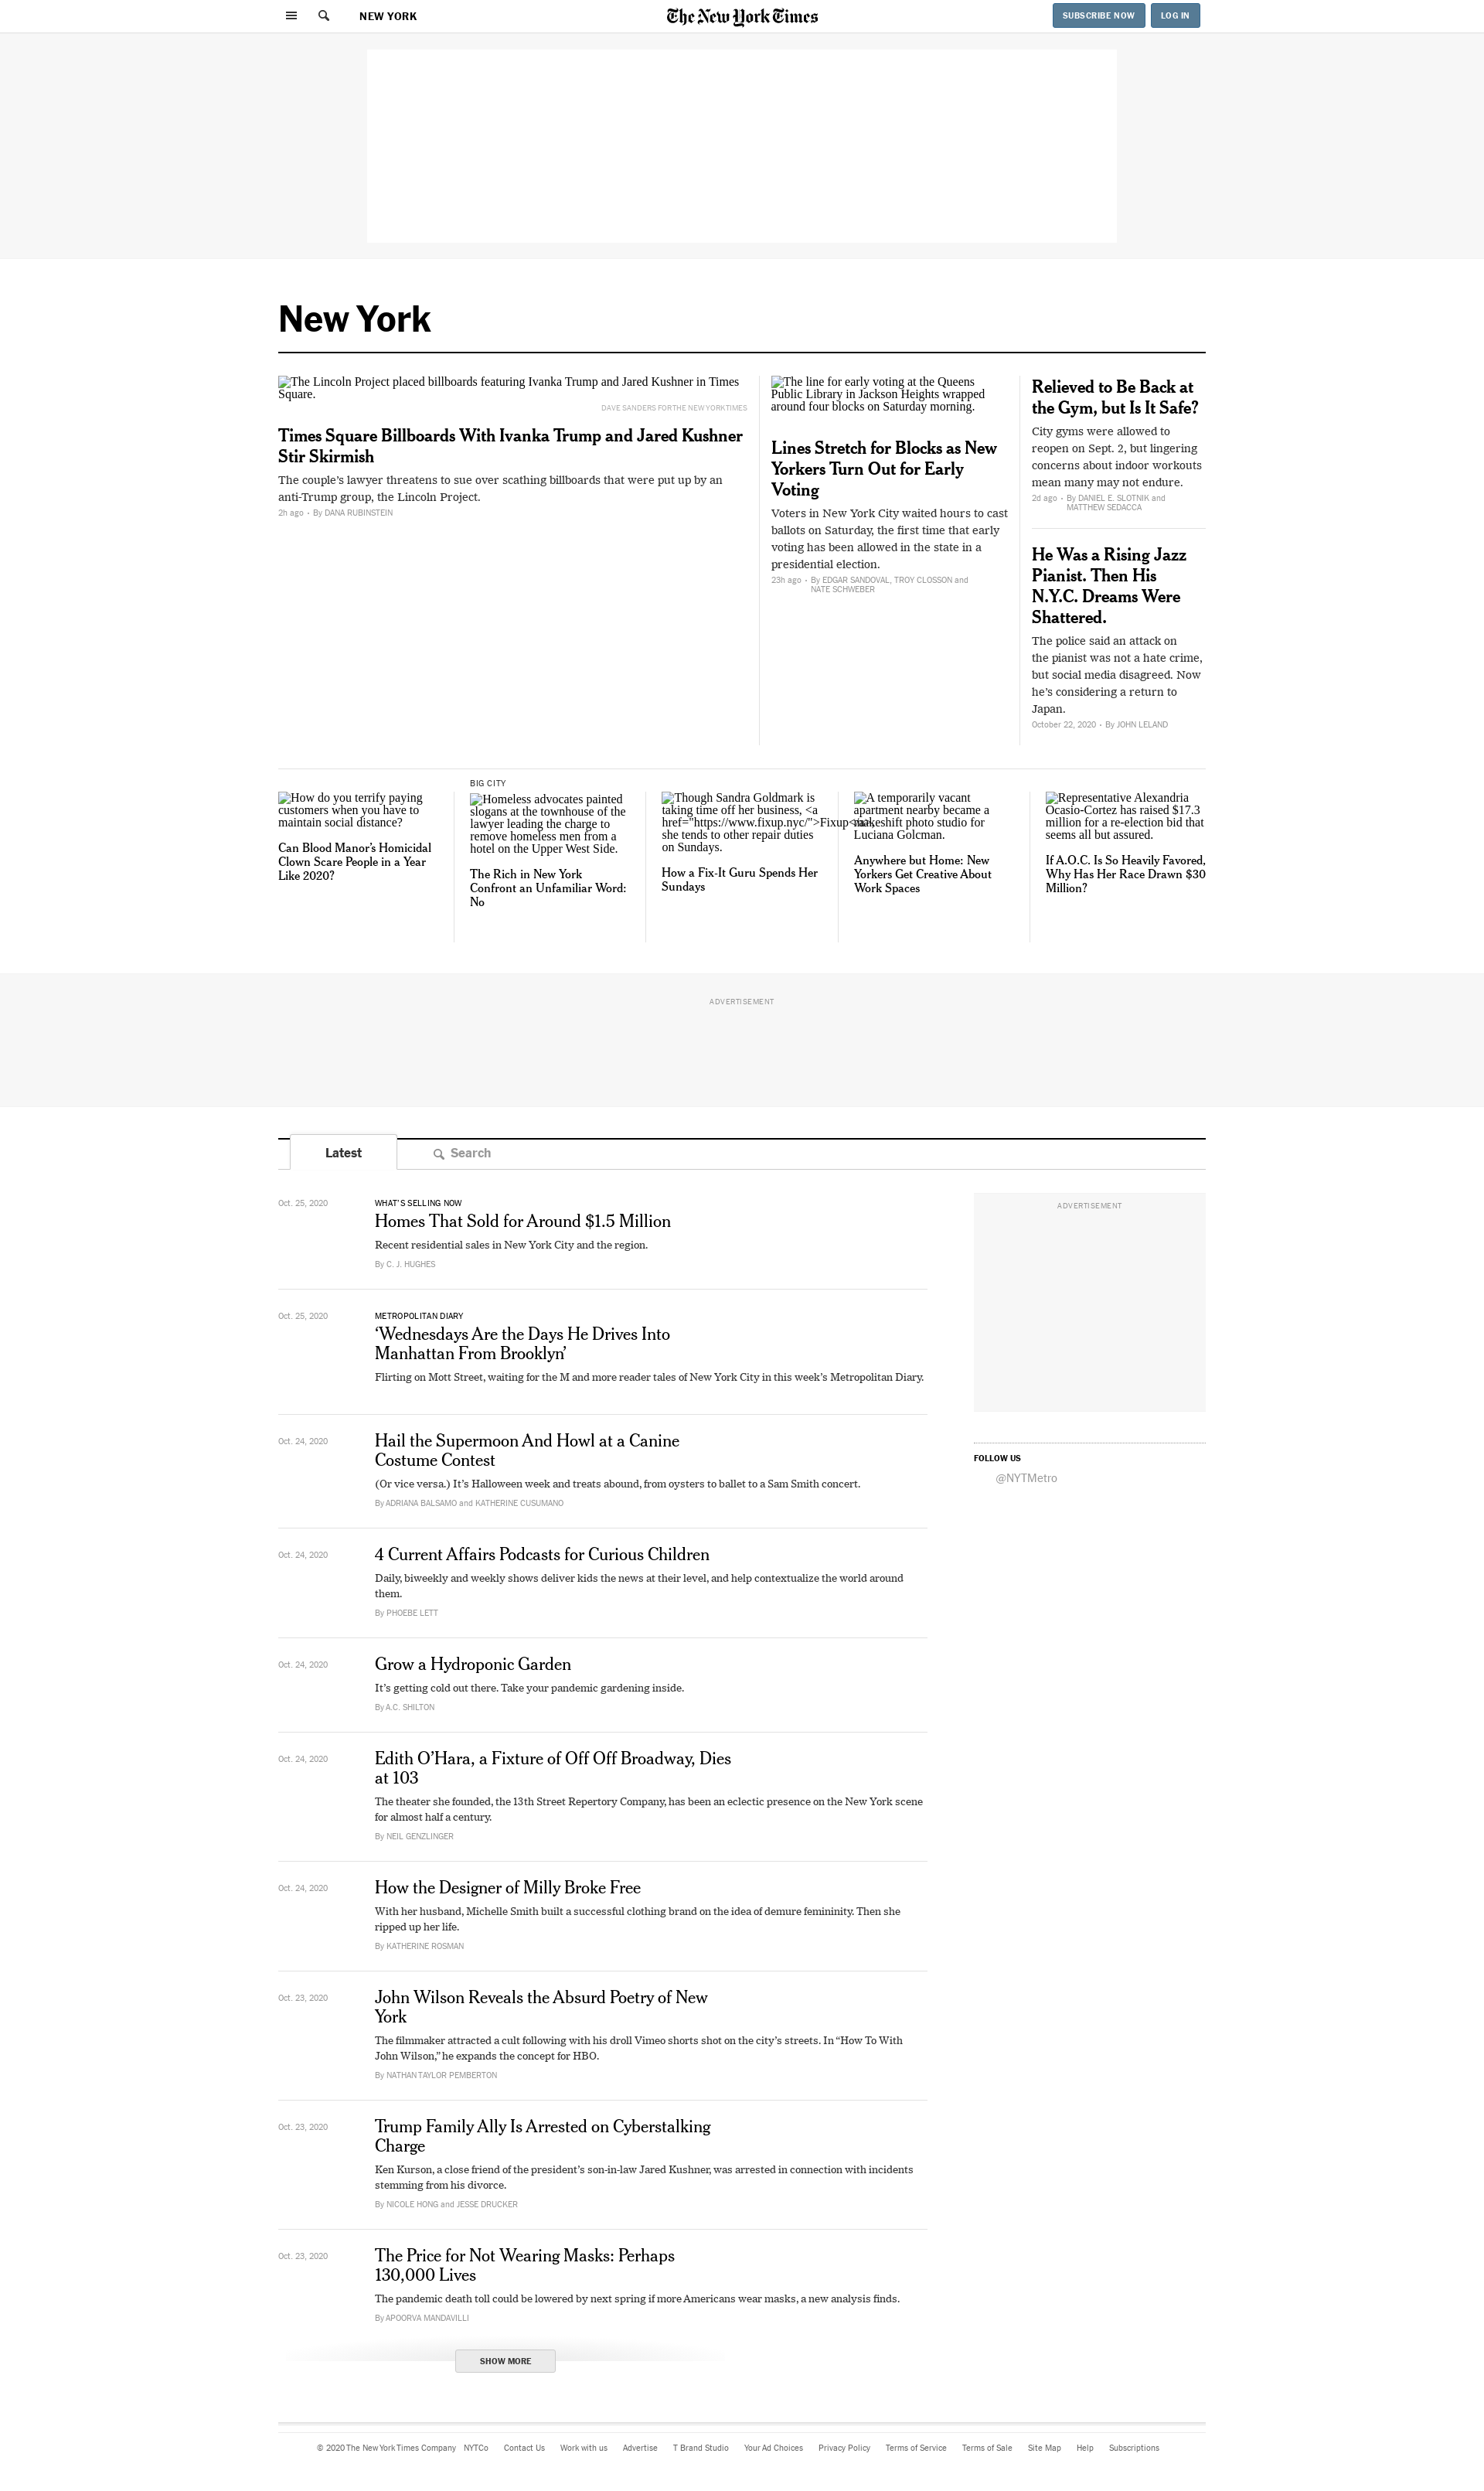 NEW YORK
The New York Times
SUBSCRIBE NOW
LOG IN
New York
The Lincoln Project placed billboards featuring Ivanka Trump and Jared Kushner in Times
Square.
DAVE SANDERS FOR THE NEW YORK TIMES
Times Square Billboards With Ivanka Trump and Jared Kushner
Stir Skirmish
The couple’s lawyer threatens to sue over scathing billboards that were put up by an
anti-Trump group, the Lincoln Project.
2h ago • By DANA RUBINSTEIN
The line for early voting at the Queens
Public Library in Jackson Heights wrapped
around four blocks on Saturday morning.
Lines Stretch for Blocks as New
Yorkers Turn Out for Early
Voting
Voters in New York City waited hours to cast
ballots on Saturday, the first time that early
voting has been allowed in the state in a
presidential election.
23h ago • By EDGAR SANDOVAL, TROY CLOSSON and
NATE SCHWEBER
Relieved to Be Back at
the Gym, but Is It Safe?
City gyms were allowed to
reopen on Sept. 2, but lingering
concerns about indoor workouts
mean many may not endure.
2d ago • By DANIEL E. SLOTNIK and
MATTHEW SEDACCA
He Was a Rising Jazz
Pianist. Then His
N.Y.C. Dreams Were
Shattered.
The police said an attack on
the pianist was not a hate crime,
but social media disagreed. Now
he’s considering a return to
Japan.
October 22, 2020 • By JOHN LELAND
How do you terrify paying
customers when you have to
maintain social distance?
Can Blood Manor’s Homicidal
Clown Scare People in a Year
Like 2020?
BIG CITY
Homeless advocates painted
slogans at the townhouse of the
lawyer leading the charge to
remove homeless men from a
hotel on the Upper West Side.
The Rich in New York
Confront an Unfamiliar Word:
No
Though Sandra Goldmark is
taking time off her business, <a
href="https://www.fixup.nyc/">Fixup</a>,
she tends to other repair duties
on Sundays.
How a Fix-It Guru Spends Her
Sundays
A temporarily vacant
apartment nearby became a
makeshift photo studio for
Luciana Golcman.
Anywhere but Home: New
Yorkers Get Creative About
Work Spaces
Representative Alexandria
Ocasio-Cortez has raised $17.3
million for a re-election bid that
seems all but assured.
If A.O.C. Is So Heavily Favored,
Why Has Her Race Drawn $30
Million?
ADVERTISEMENT
Latest
Search
Oct. 25, 2020
WHAT’S SELLING NOW
Homes That Sold for Around $1.5 Million
Recent residential sales in New York City and the region.
By C. J. HUGHES
ADVERTISEMENT
Oct. 25, 2020
METROPOLITAN DIARY
‘Wednesdays Are the Days He Drives Into
Manhattan From Brooklyn’
Flirting on Mott Street, waiting for the M and more reader tales of New York City in this week’s Metropolitan Diary.
Oct. 24, 2020
Hail the Supermoon And Howl at a Canine
Costume Contest
(Or vice versa.) It’s Halloween week and treats abound, from oysters to ballet to a Sam Smith concert.
By ADRIANA BALSAMO and KATHERINE CUSUMANO
FOLLOW US
@NYTMetro
Oct. 24, 2020
4 Current Affairs Podcasts for Curious Children
Daily, biweekly and weekly shows deliver kids the news at their level, and help contextualize the world around
them.
By PHOEBE LETT
Oct. 24, 2020
Grow a Hydroponic Garden
It’s getting cold out there. Take your pandemic gardening inside.
By A.C. SHILTON
Oct. 24, 2020
Edith O’Hara, a Fixture of Off Off Broadway, Dies
at 103
The theater she founded, the 13th Street Repertory Company, has been an eclectic presence on the New York scene
for almost half a century.
By NEIL GENZLINGER
Oct. 24, 2020
How the Designer of Milly Broke Free
With her husband, Michelle Smith built a successful clothing brand on the idea of demure femininity. Then she
ripped up her life.
By KATHERINE ROSMAN
Oct. 23, 2020
John Wilson Reveals the Absurd Poetry of New
York
The filmmaker attracted a cult following with his droll Vimeo shorts shot on the city’s streets. In “How To With
John Wilson,” he expands the concept for HBO.
By NATHAN TAYLOR PEMBERTON
Oct. 23, 2020
Trump Family Ally Is Arrested on Cyberstalking
Charge
Ken Kurson, a close friend of the president’s son-in-law Jared Kushner, was arrested in connection with incidents
stemming from his divorce.
By NICOLE HONG and JESSE DRUCKER
Oct. 23, 2020
The Price for Not Wearing Masks: Perhaps
130,000 Lives
The pandemic death toll could be lowered by next spring if more Americans wear masks, a new analysis finds.
By APOORVA MANDAVILLI
SHOW MORE
© 2020 The New York Times Company NYTCo Contact Us Work with us Advertise T Brand Studio Your Ad Choices Privacy Policy Terms of Service Terms of Sale Site Map Help Subscriptions